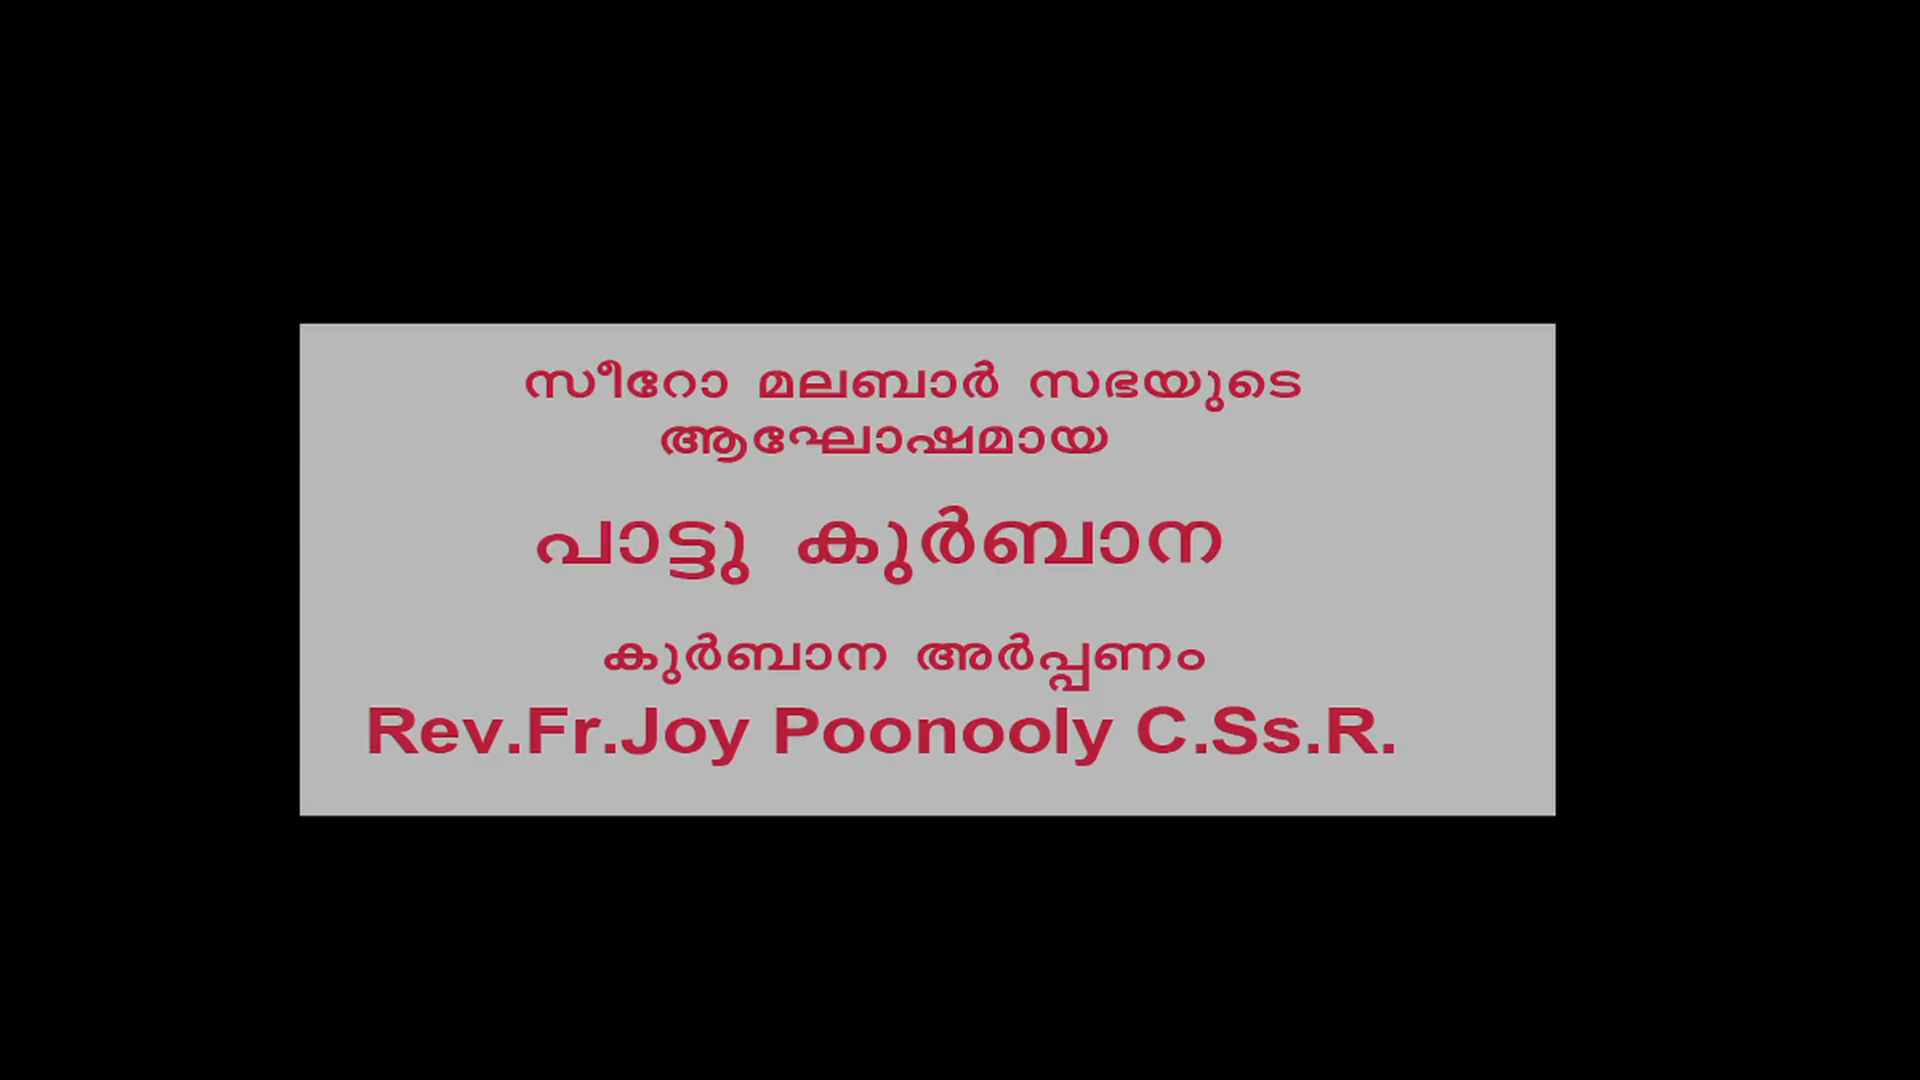 സീറോ മലബാർ സഭയുടെ
ആഘോഷമായ
പാട്ടു കുർബാന
കുർബാന അർപ്പണം
Rev.Fr.Joy Poonooly C.Ss.R.